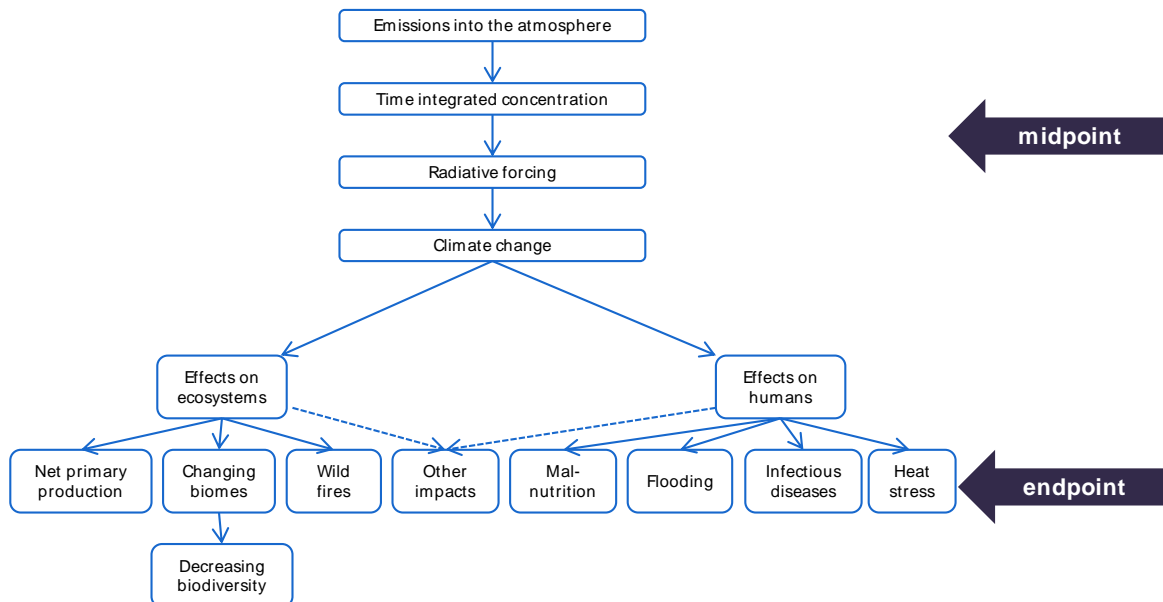 Emissions into the atmosphere
Time integrated concentration
midpoint
Radiative forcing
Climate change
Effects on
ecosystems
Effects on
humans
Net primary
production
Changing
biomes
Wild
fires
Other
impacts
Mal-
nutrition
Flooding
Infectious
diseases
Heat
stress
endpoint
Decreasing
biodiversity